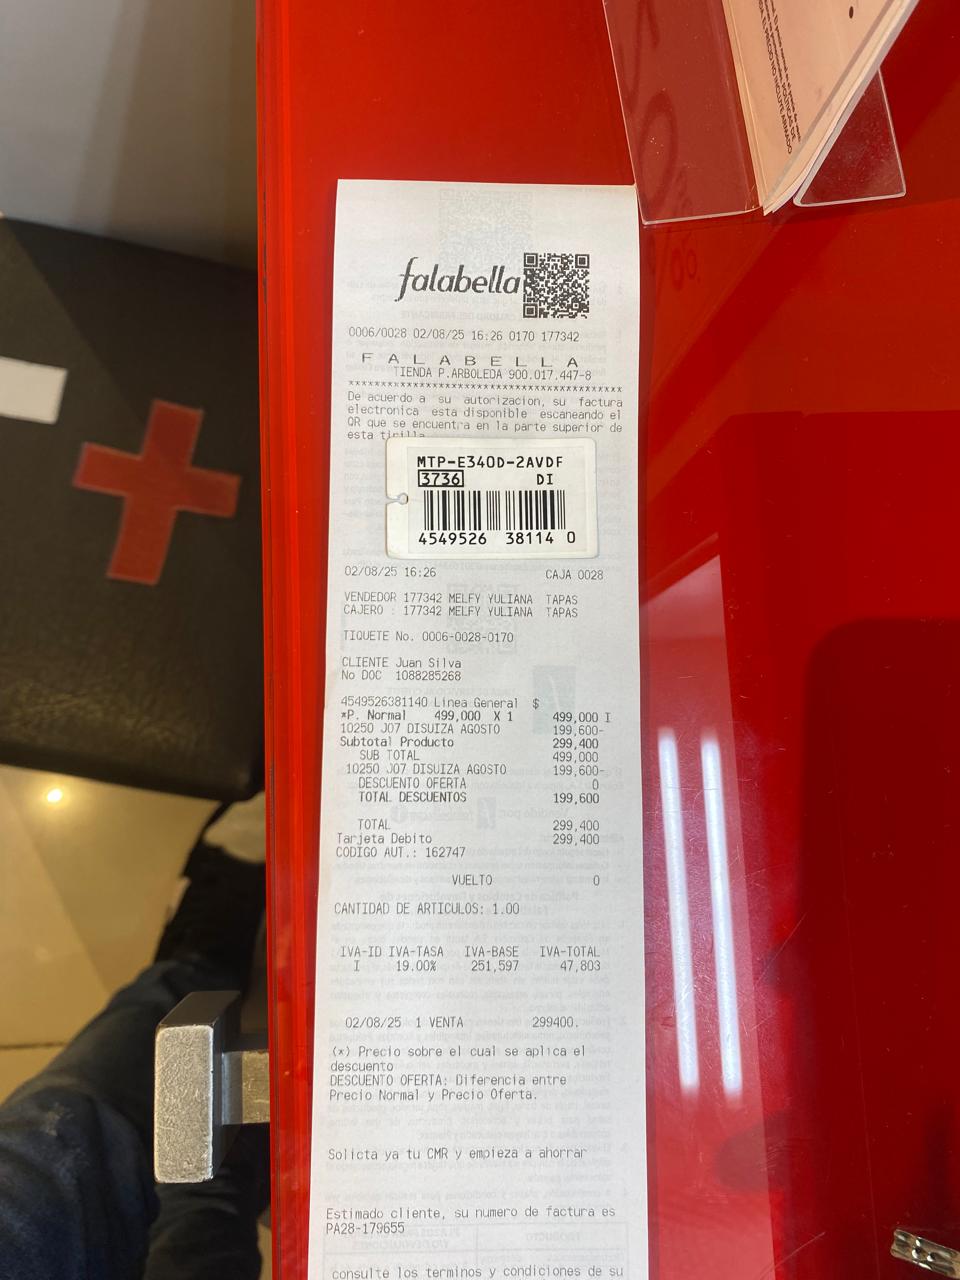 EL PRECIO NO INCLUYE ARMADO
falabella
0006/0028 02/08/25 16:26 0170 177342
F A L A B E L L A
TIENDA P.ARBOLEDA 900.017.447-8
****************************************
De acuerdo a su autorizacion, su factura
electronica esta disponible escaneando el
QR que se encuentra en la parte superior de
esta tirilla
MTP-E340D-2AVDF
3736 DI
4549526 38114 0
02/08/25 16:26 CAJA 0028
VENDEDOR 177342 MELFY YULIANA TAPAS
CAJERO : 177342 MELFY YULIANA TAPAS
TIQUETE No. 0006-0028-0170
CLIENTE Juan Silva
No DOC 1088285268
4549526381140 Linea General $
*P. Normal 499,000 X 1 499,000 I
10250 J07 DISUIZA AGOSTO 199,600-
Subtotal Producto 299,400
SUB TOTAL 499,000
10250 J07 DISUIZA AGOSTO 199,600-
DESCUENTO OFERTA 0
TOTAL DESCUENTOS 199,600
TOTAL 299,400
Tarjeta Debito 299,400
CODIGO AUT.: 162747
VUELTO 0
CANTIDAD DE ARTICULOS: 1.00
IVA-ID IVA-TASA IVA-BASE IVA-TOTAL
I 19.00% 251,597 47,803
02/08/25 1 VENTA 299400.
(*) Precio sobre el cual se aplica el
descuento
DESCUENTO OFERTA: Diferencia entre
Precio Normal y Precio Oferta.
Solicta ya tu CMR y empieza a ahorrar
Estimado cliente, su numero de factura es
PA28-179655
consulte los terminos y condiciones de su